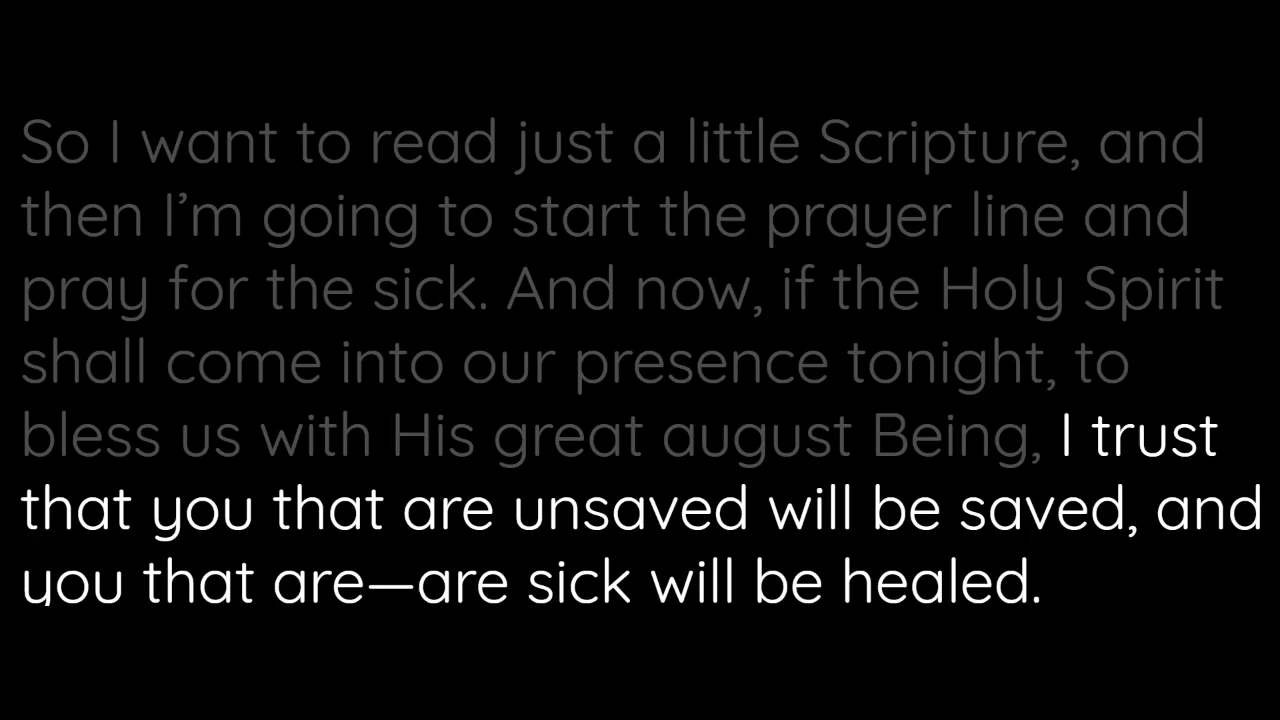 So I want to read just a little Scripture, and
then I’m going to start the prayer line and
pray for the sick. And now, if the Holy Spirit
shall come into our presence tonight, to
bless us with His great august Being, I trust
that you that are unsaved will be saved, and
you that are—are sick will be healed.